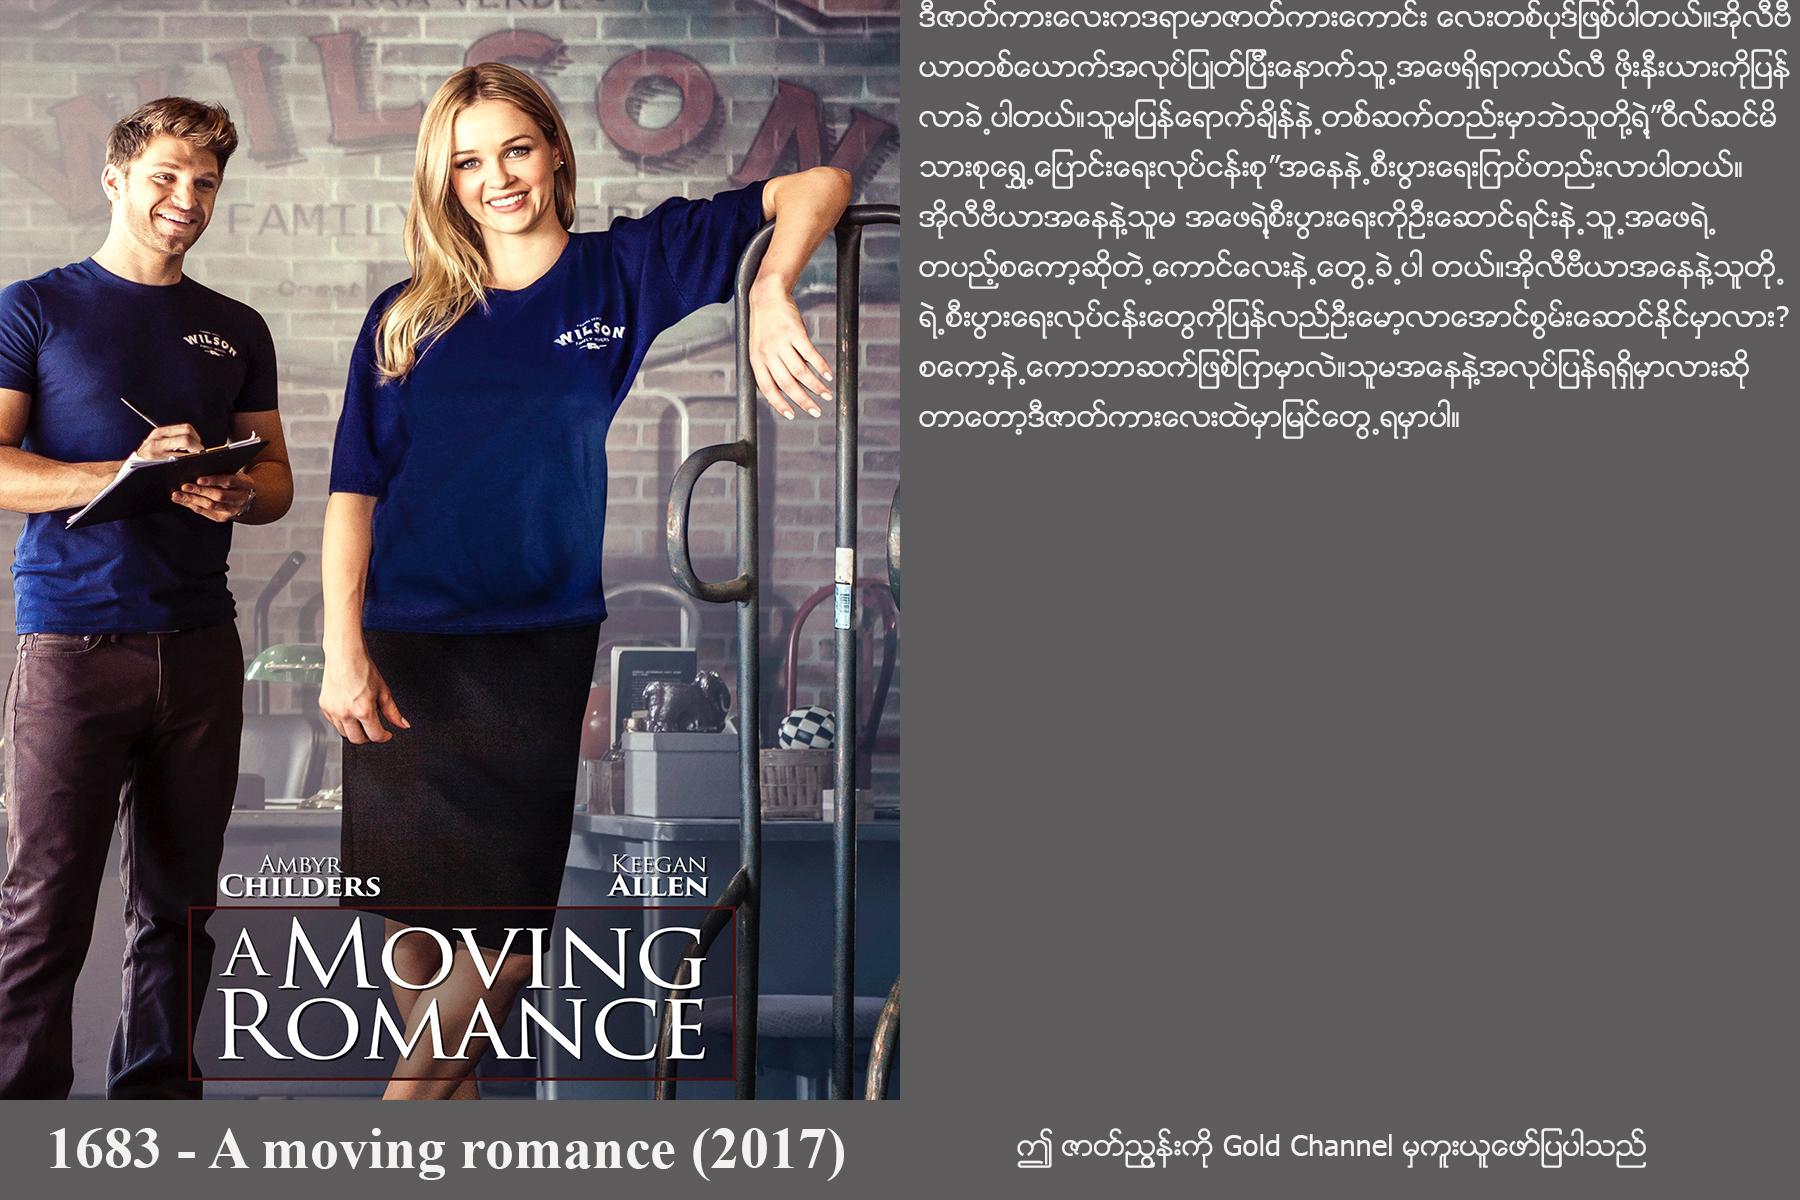 WILSON
FAMILY
WILSON
FAMILY MOVERS
WILSON
FAMILY MOVERS
AMBYR
CHILDERS
KEEGAN
ALLEN
A MOVING
ROMANCE
1683 - A moving romance (2017)
ဒီဇာတ်ကားလေးကဒရာမာဇာတ်ကားကောင်း လေးတစ်ပုဒ်ဖြစ်ပါတယ်။အိုလီဗီ
ယာတစ်ယောက်အလုပ်ပြုတ်ပြီးနောက်သူ့အဖေရှိရာကယ်လီ ဖိုးနီးယားကိုပြန်
လာခဲ့ပါတယ်။သူမပြန်ရောက်ချိန်နဲ့တစ်ဆက်တည်းမှာဘဲသူတို့ရဲ့"ဝီလ်ဆင်မိ
သားစုရွှေ့ပြောင်းရေးလုပ်ငန်းစု"အနေနဲ့စီးပွားရေးကြာပ်တည်းလာပါတယ်။
အိုလီဗီယာအနေနဲ့သူမ အဖေရဲ့စီးပွားရေးကိုဦးဆောင်ရင်းနဲ့သူ့အဖေရဲ့
တပည့်စကော့ဆိုတဲ့ကောင်လေးနဲ့တွေ့ခဲ့ပါ တယ်။အိုလီဗီယာအနေနဲ့သူတို့
ရဲ့စီးပွားရေးလုပ်ငန်းတွေကိုပြန်လည်ဦးမော့လာအောင်စွမ်းဆောင်နိုင်မှာလား?
စကော့နဲ့ကောဘာဆက်ဖြစ်ကြာမှာလဲ။သူမအနေနဲ့အလုပ်ပြန်ရရှိမှာလားဆို
တာတော့ဒီဇာတ်ကားလေးထဲမှာမြင်တွေ့ရမှာပါ။
ဤ ဇာတ်ညွှန်းကို Gold Channel မှကူးယူဖော်ပြပါသည်